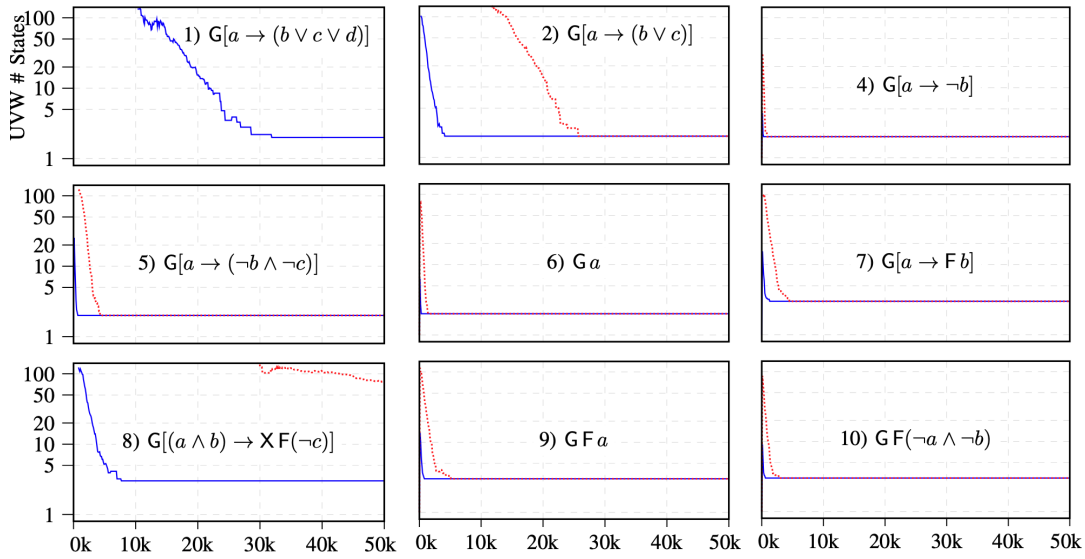 UVW # States
100
50
20
10
5
1
1) G[a → (b ∨ c ∨ d)]
2) G[a → (b ∨ c)]
4) G[a → ¬b]
100
50
20
10
5
1
5) G[a → (¬b ∧ ¬c)]
6) G a
7) G[a → F b]
100
50
20
10
5
1
8) G[(a ∧ b) → X F(¬c)]
9) G F a
10) G F(¬a ∧ ¬b)
0k 10k 20k 30k 40k 50k
0k 10k 20k 30k 40k 50k
0k 10k 20k 30k 40k 50k